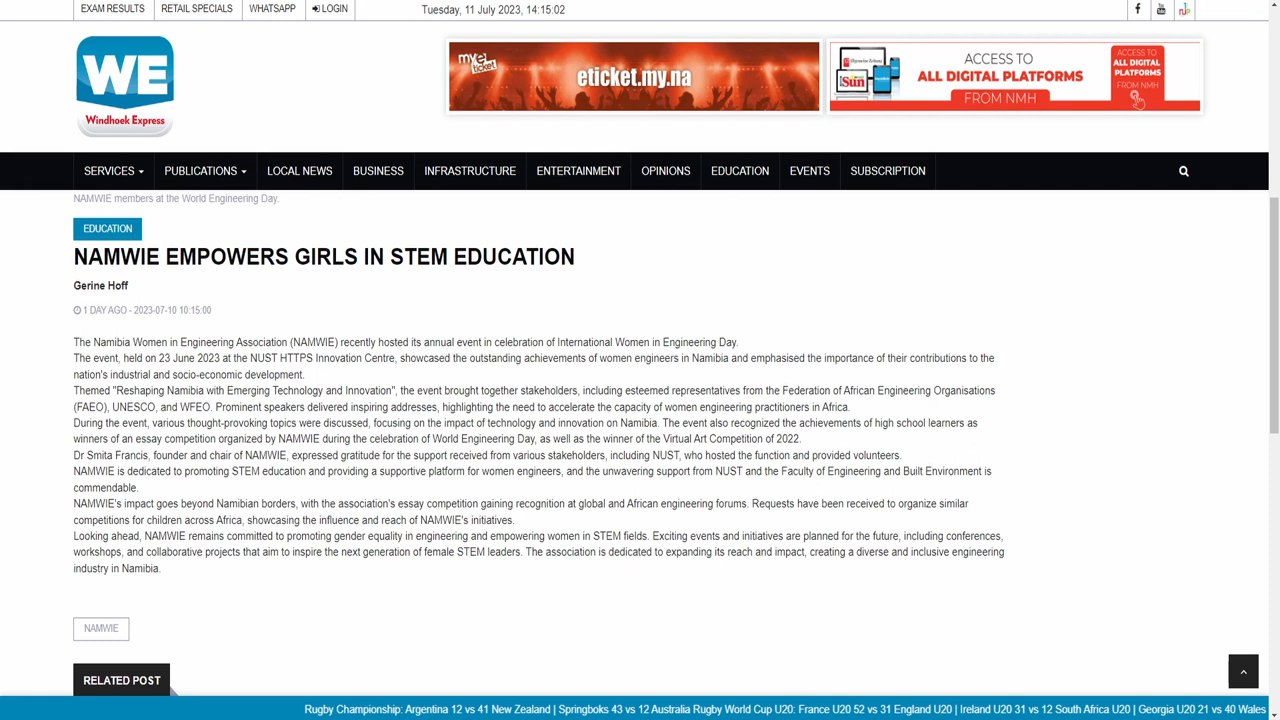 EXAM RESULTS RETAIL SPECIALS WHATSAPP LOGIN Tuesday, 11 July 2023, 14:15:02
WE
Windhoek Express
my eticket
eticket.my.na
Sun
ACCESS TO
ALL DIGITAL PLATFORMS
FROM NMH
ACCESS TO
ALL DIGITAL
PLATFORMS
FROM NMH
SERVICES PUBLICATIONS LOCAL NEWS BUSINESS INFRASTRUCTURE ENTERTAINMENT OPINIONS EDUCATION EVENTS SUBSCRIPTION
NAMWIE members at the World Engineering Day.
EDUCATION
NAMWIE EMPOWERS GIRLS IN STEM EDUCATION
Gerine Hoff
1 DAY AGO - 2023-07-10 10:15:00
The Namibia Women in Engineering Association (NAMWIE) recently hosted its annual event in celebration of International Women in Engineering Day.
The event, held on 23 June 2023 at the NUST HTTPS Innovation Centre, showcased the outstanding achievements of women engineers in Namibia and emphasised the importance of their contributions to the
nation's industrial and socio-economic development.
Themed "Reshaping Namibia with Emerging Technology and Innovation", the event brought together stakeholders, including esteemed representatives from the Federation of African Engineering Organisations
(FAEO), UNESCO, and WFEO. Prominent speakers delivered inspiring addresses, highlighting the need to accelerate the capacity of women engineering practitioners in Africa.
During the event, various thought-provoking topics were discussed, focusing on the impact of technology and innovation on Namibia. The event also recognized the achievements of high school learners as
winners of an essay competition organized by NAMWIE during the celebration of World Engineering Day, as well as the winner of the Virtual Art Competition of 2022.
Dr Smita Francis, founder and chair of NAMWIE, expressed gratitude for the support received from various stakeholders, including NUST, who hosted the function and provided volunteers.
NAMWIE is dedicated to promoting STEM education and providing a supportive platform for women engineers, and the unwavering support from NUST and the Faculty of Engineering and Built Environment is
commendable.
NAMWIE's impact goes beyond Namibian borders, with the association's essay competition gaining recognition at global and African engineering forums. Requests have been received to organize similar
competitions for children across Africa, showcasing the influence and reach of NAMWIE's initiatives.
Looking ahead, NAMWIE remains committed to promoting gender equality in engineering and empowering women in STEM fields. Exciting events and initiatives are planned for the future, including conferences,
workshops, and collaborative projects that aim to inspire the next generation of female STEM leaders. The association is dedicated to expanding its reach and impact, creating a diverse and inclusive engineering
industry in Namibia.
NAMWIE
RELATED POST
Rugby Championship: Argentina 12 vs 41 New Zealand | Springboks 43 vs 12 Australia Rugby World Cup U20: France U20 52 vs 31 England U20 | Ireland U20 31 vs 12 South Africa U20 | Georgia U20 21 vs 40 Wales